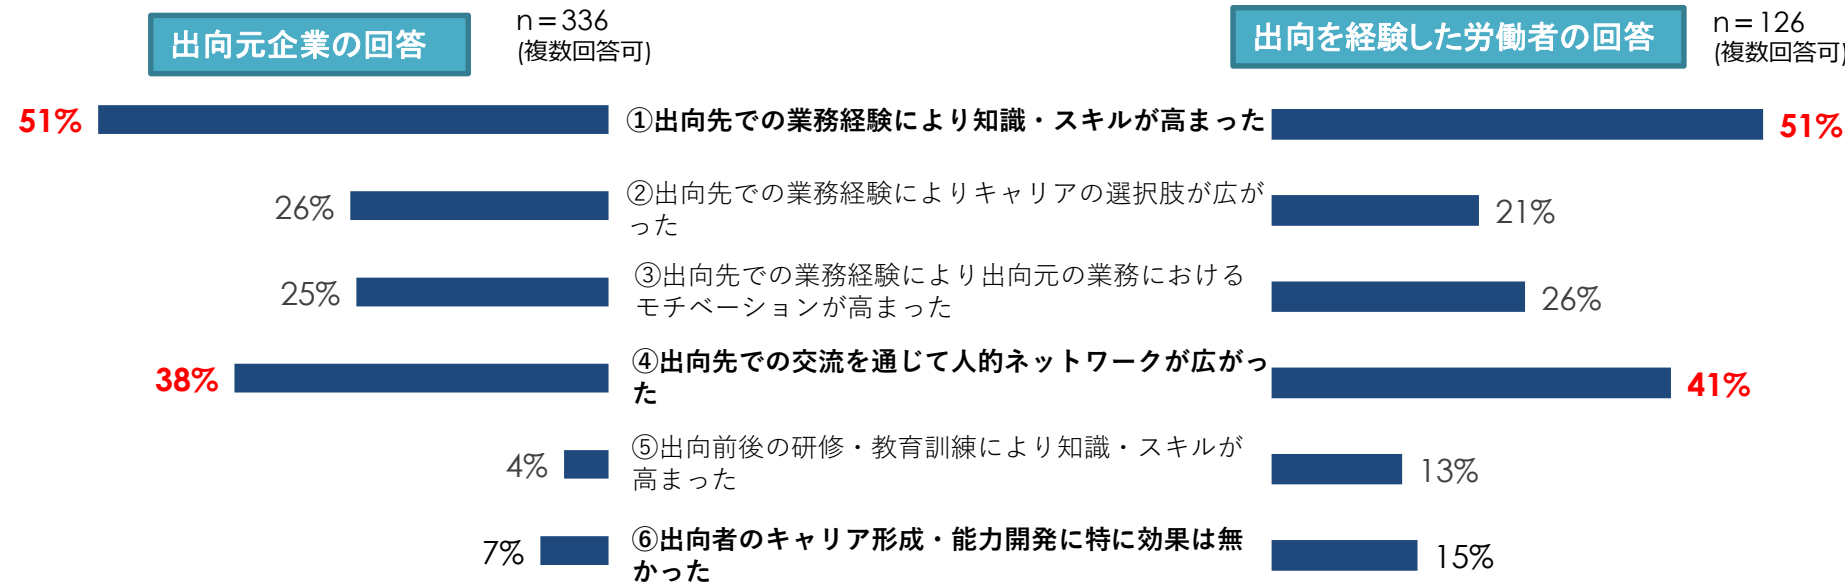 出向元企業の回答
n＝336
(複数回答可)
出向を経験した労働者の回答
n＝126
(複数回答可)
51%
①出向先での業務経験により知識・スキルが高まった
51%
26%
②出向先での業務経験によりキャリアの選択肢が広が
った
21%
25%
③出向先での業務経験により出向元の業務における
モチベーションが高まった
26%
38%
④出向先での交流を通じて人的ネットワークが広がっ
た
41%
4%
⑤出向前後の研修・教育訓練により知識・スキルが
高まった
13%
7%
⑥出向者のキャリア形成・能力開発に特に効果は無
かった
15%